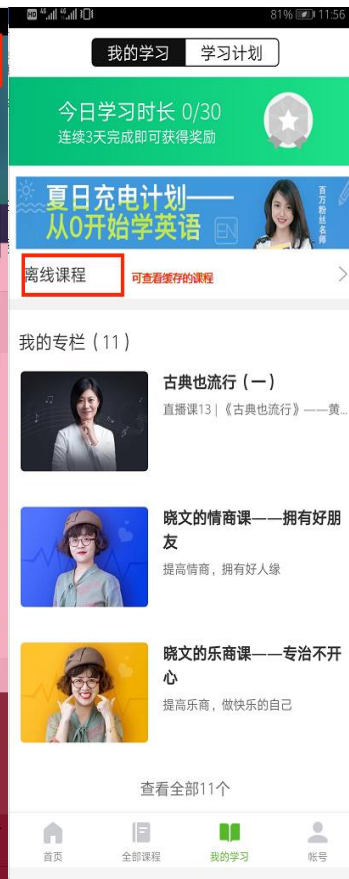 81% 11:56
我的学习 学习计划
今日学习时长 0/30
连续3天完成即可获得奖励
夏日充电计划——
从0开始学英语
EN
百万粉丝名师
离线课程 可查看缓存的课程
我的专栏（11）
古典也流行（一）
直播课13 | 《古典也流行》——黄...
晓文的情商课——拥有好朋
友
提高情商，拥有好人缘
晓文的乐商课——专治不开
心
提高乐商，做快乐的自己
查看全部11个
首页 全部课程 我的学习 帐号